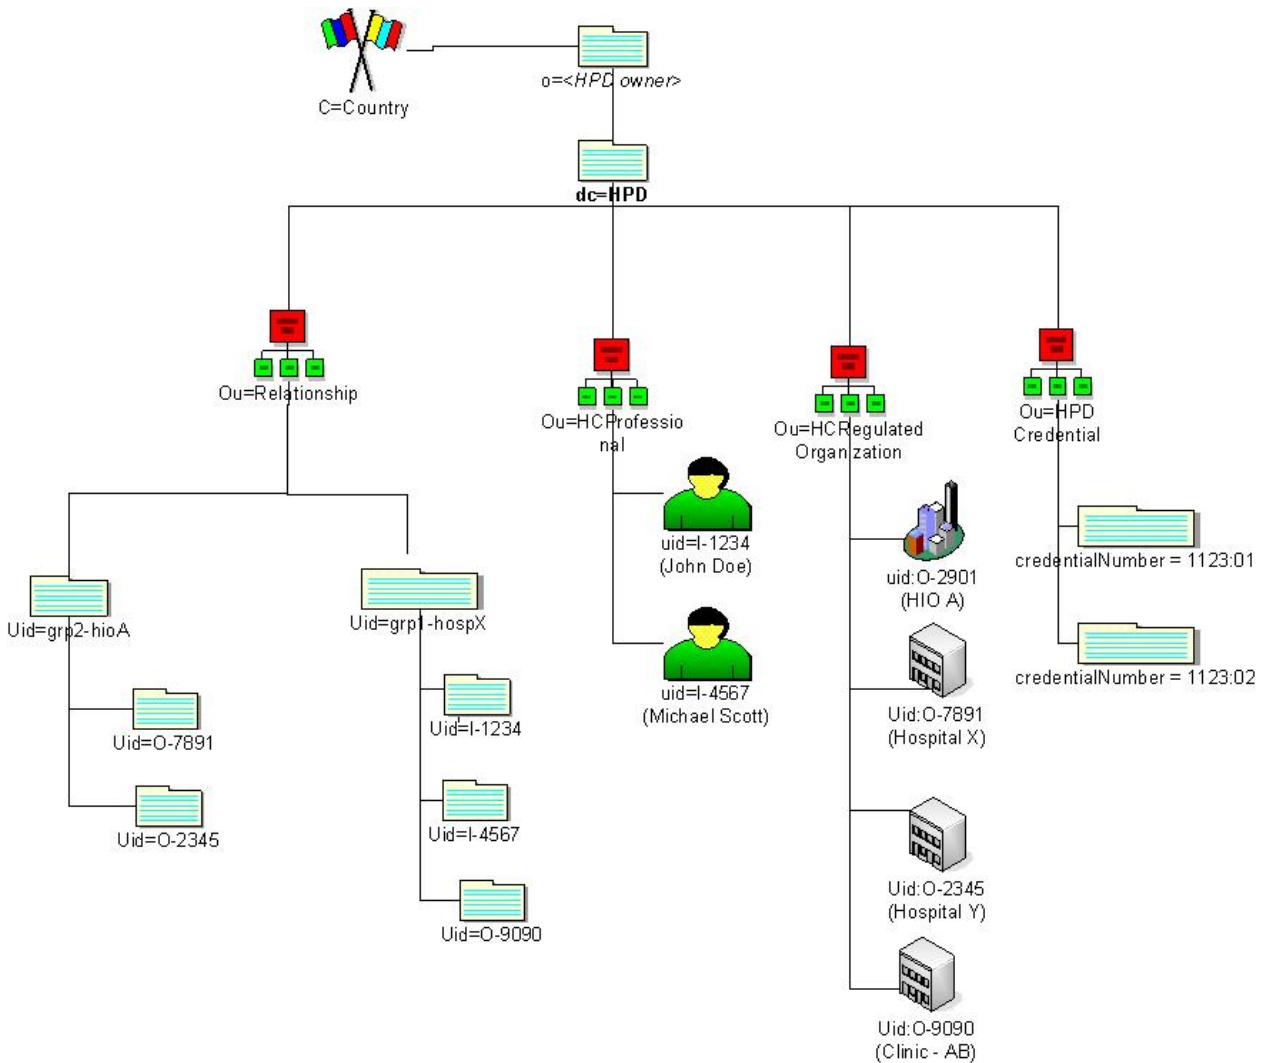 C=Country
o=<HPD owner>
dc=HPD
Ou=Relationship
Ou=HCProfessio
nal
Ou=HCRegulated
Organization
Ou=HPD
Credential
Uid=grp2-hioA
Uid=O-7891
Uid=O-2345
Uid=grp1-hospX
Uid=I-1234
Uid=I-4567
Uid=O-9090
uid=I-1234
(John Doe)
uid=I-4567
(Michael Scott)
uid:O-2901
(HIO A)
Uid:O-7891
(Hospital X)
Uid:O-2345
(Hospital Y)
Uid:O-9090
(Clinic - AB)
credentialNumber = 1123:01
credentialNumber = 1123:02